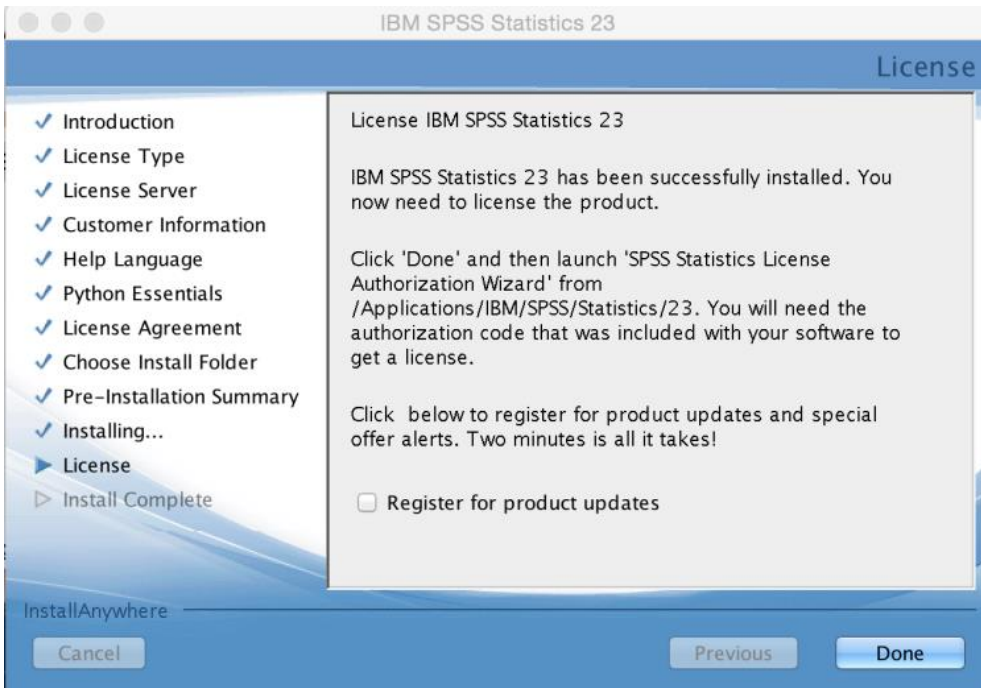 IBM SPSS Statistics 23
License
Introduction
License Type
License Server
Customer Information
Help Language
Python Essentials
License Agreement
Choose Install Folder
Pre-Installation Summary
Installing...
License
Install Complete
License IBM SPSS Statistics 23
IBM SPSS Statistics 23 has been successfully installed. You
now need to license the product.
Click 'Done' and then launch 'SPSS Statistics License
Authorization Wizard' from
/Applications/IBM/SPSS/Statistics/23. You will need the
authorization code that was included with your software to
get a license.
Click  below to register for product updates and special
offer alerts. Two minutes is all it takes!
Register for product updates
InstallAnywhere
Cancel
Previous
Done